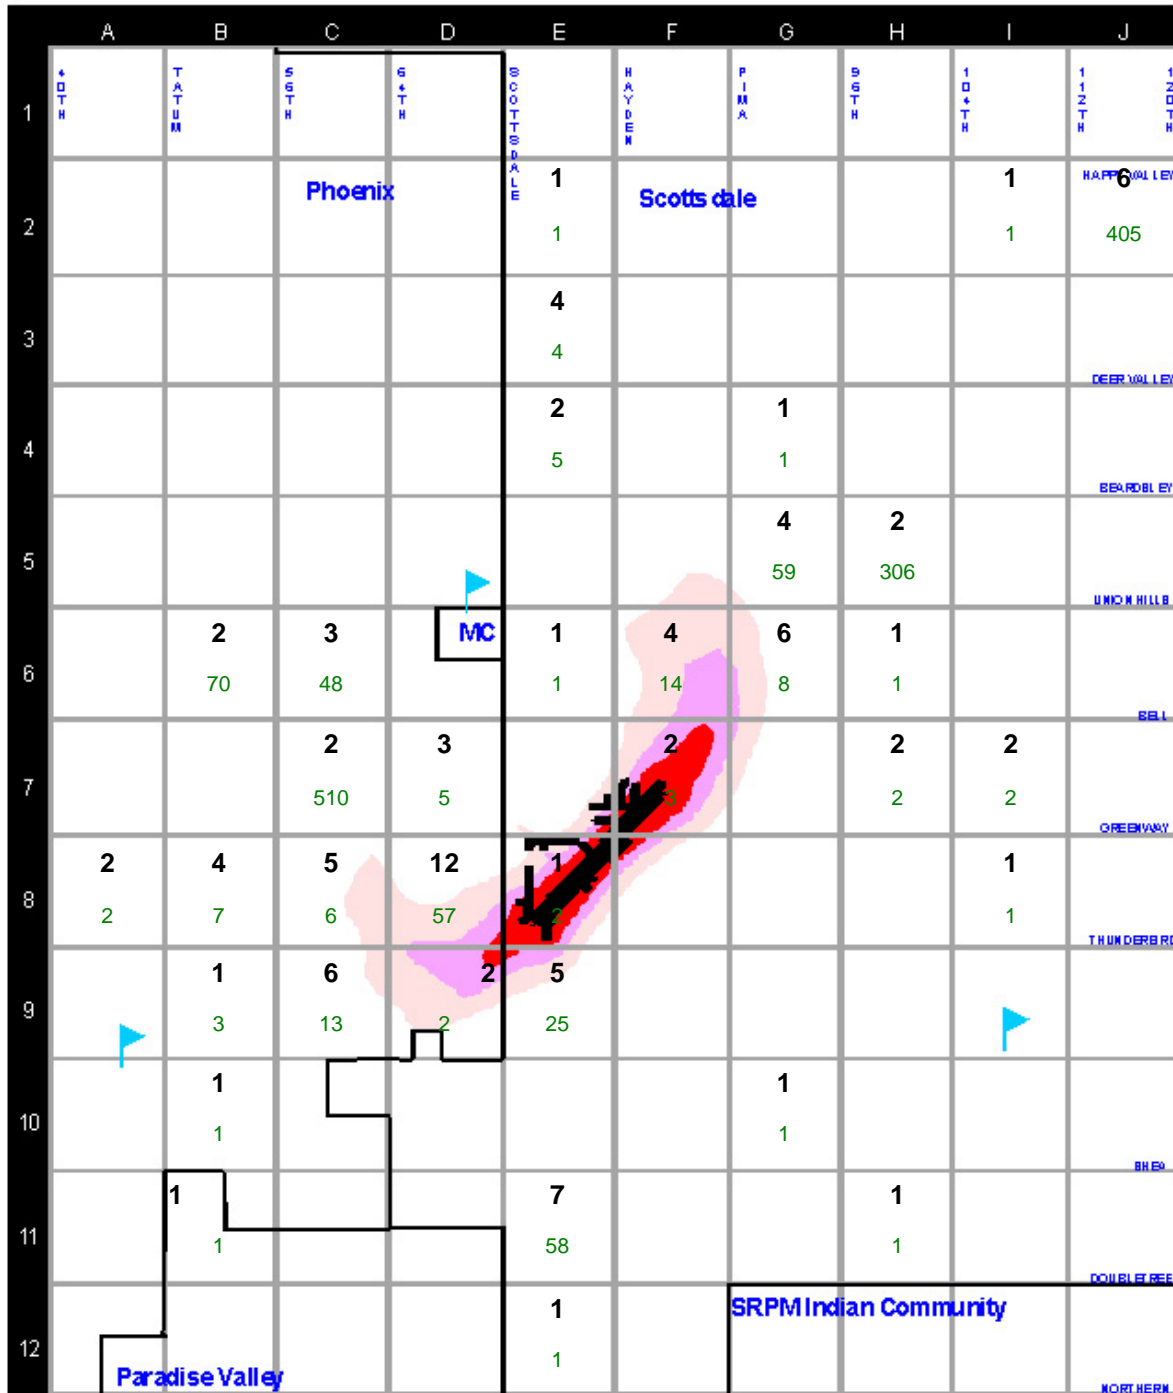 A B C D E F G H I J
1 40TH TATUM 56TH 64TH SCOTTSDALE HAYDEN PIMA 96TH 104TH 112TH 120TH
Phoenix 1 Scottsdale 1 HAPPY VALLEY 6
2 1 1 405
4
3 4
DEER VALLEY
2 1
4 5 1
BEARDSLEY
4 2
5 59 306
UNION HILLS
2 3 MC 1 4 6 1
6 70 48 1 14 8 1
BELL
2 3 2 2 2
7 510 5 3 2 2
GREENWAY
2 4 5 12 1 1
8 2 7 6 57 2 1
THUNDERBIRD
1 6 2 5
9 3 13 2 25
1 1
10 1 1
SHEA
1 7 1
11 1 58 1
DOUBLETREE
1 SRPM Indian Community
12 1
Paradise Valley
NORTHERN